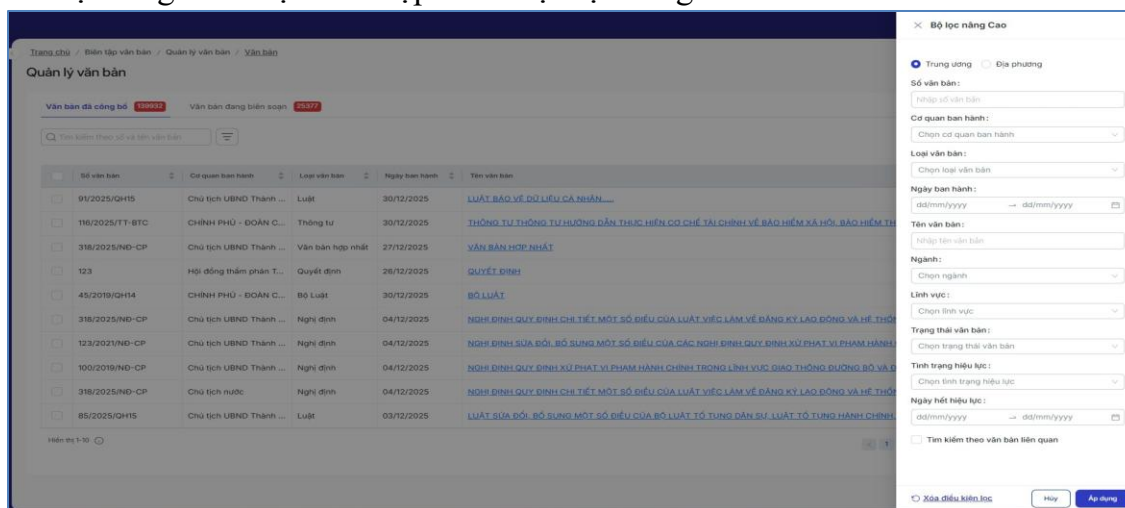 Bộ lọc nâng Cao
Trang chủ / Biên tập văn bản / Quản lý văn bản / Văn bản
Quản lý văn bản
Văn bản đã công bố 139932 Văn bản đang biên soạn 25377
Tìm kiếm theo số và tên văn bản
Số văn bản Cơ quan ban hành Loại văn bản Ngày ban hành Tên văn bản
91/2025/QH15 Chủ tịch UBND Thành ... Luật 30/12/2025 LUẬT BẢO VỆ DỮ LIỆU CÁ NHÂN.....
116/2025/TT-BTC CHÍNH PHỦ - ĐOÀN C... Thông tư 30/12/2025 THÔNG TƯ THÔNG TƯ HƯỚNG DẪN THỰC HIỆN CƠ CHẾ TÀI CHÍNH VỀ BẢO HIỂM XÃ HỘI, BẢO HIỂM TH
318/2025/NĐ-CP Chủ tịch UBND Thành ... Văn bản hợp nhất 27/12/2025 VĂN BẢN HỢP NHẤT
123 Hội đồng thẩm phán T... Quyết định 26/12/2025 QUYẾT ĐỊNH
45/2019/QH14 CHÍNH PHỦ - ĐOÀN C... Bộ Luật 30/12/2025 BỘ LUẬT
318/2025/NĐ-CP Chủ tịch UBND Thành ... Nghị định 04/12/2025 NGHỊ ĐỊNH QUY ĐỊNH CHI TIẾT MỘT SỐ ĐIỀU CỦA LUẬT VIỆC LÀM VỀ ĐĂNG KÝ LAO ĐỘNG VÀ HỆ THỐN
123/2021/NĐ-CP Chủ tịch UBND Thành ... Nghị định 04/12/2025 NGHỊ ĐỊNH SỬA ĐỔI, BỔ SUNG MỘT SỐ ĐIỀU CỦA CÁC NGHỊ ĐỊNH QUY ĐỊNH XỬ PHẠT VI PHẠM HÀNH
100/2019/NĐ-CP Chủ tịch UBND Thành ... Nghị định 04/12/2025 NGHỊ ĐỊNH QUY ĐỊNH XỬ PHẠT VI PHẠM HÀNH CHÍNH TRONG LĨNH VỰC GIAO THÔNG ĐƯỜNG BỘ VÀ Đ
318/2025/NĐ-CP Chủ tịch nước Nghị định 04/12/2025 NGHỊ ĐỊNH QUY ĐỊNH CHI TIẾT MỘT SỐ ĐIỀU CỦA LUẬT VIỆC LÀM VỀ ĐĂNG KÝ LAO ĐỘNG VÀ HỆ THỐN
85/2025/QH15 Chủ tịch UBND Thành ... Luật 03/12/2025 LUẬT SỬA ĐỔI, BỔ SUNG MỘT SỐ ĐIỀU CỦA BỘ LUẬT TỐ TỤNG DÂN SỰ, LUẬT TỐ TỤNG HÀNH CHÍNH,
Hiển thị 1-10
1
Trung ương Địa phương
Số văn bản :
Nhập số văn bản
Cơ quan ban hành :
Chọn cơ quan ban hành
Loại văn bản :
Chọn loại văn bản
Ngày ban hành :
dd/mm/yyyy → dd/mm/yyyy
Tên văn bản :
Nhập tên văn bản
Ngành :
Chọn ngành
Lĩnh vực :
Chọn lĩnh vực
Trạng thái văn bản :
Chọn trạng thái văn bản
Tình trạng hiệu lực :
Chọn tình trạng hiệu lực
Ngày hết hiệu lực :
dd/mm/yyyy → dd/mm/yyyy
Tìm kiếm theo văn bản liên quan
Xóa điều kiện lọc Hủy Áp dụng